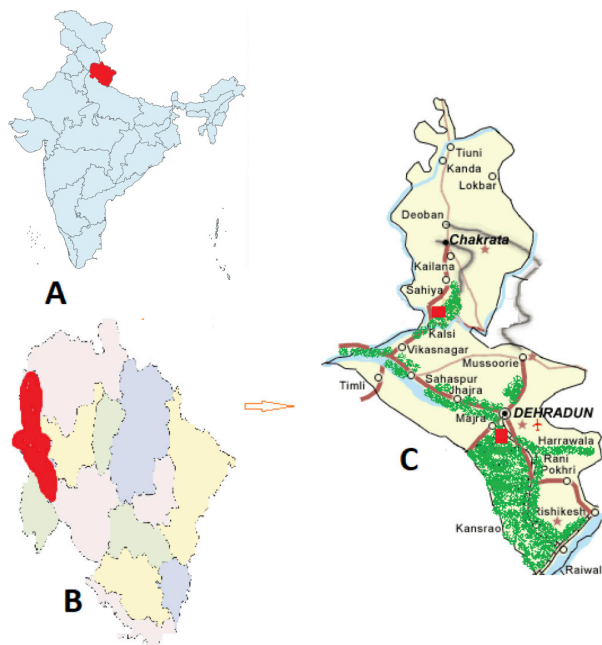 A
B
C
Tiuni
Kanda
Lokbar
Deoban
Chakrata
Kailana
Sahiya
Kalsi
Vikasnagar
Mussoorie
Timli
Sahaspur
Jhajra
DEHRADUN
Majra
Harrawala
Rani
Pokhri
Rishikesh
Kansrao
Raiwal